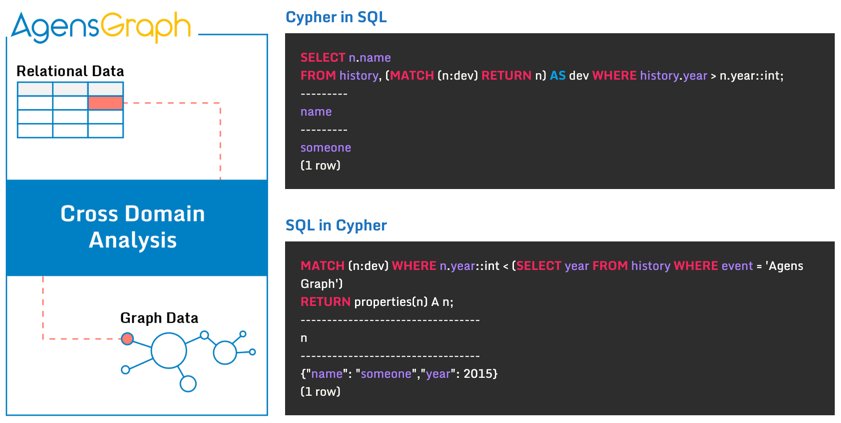 AgensGraph
Relational Data
Cross Domain
Analysis
Graph Data
Cypher in SQL
SELECT n.name
FROM history, (MATCH (n:dev) RETURN n) AS dev WHERE history.year > n.year::int;
---------
name
---------
someone
(1 row)
SQL in Cypher
MATCH (n:dev) WHERE n.year::int < (SELECT year FROM history WHERE event = 'Agens
Graph')
RETURN properties(n) A n;
----------------------------------
n
----------------------------------
{"name": "someone","year": 2015}
(1 row)